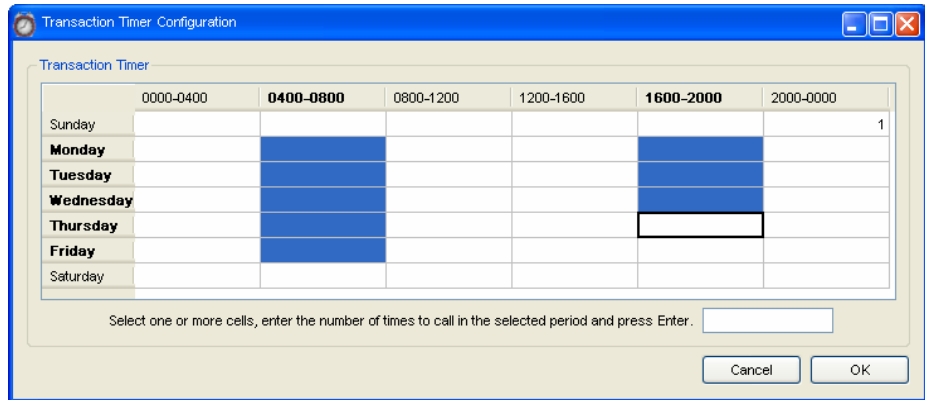 Transaction Timer Configuration
Transaction Timer
0000-0400 0400-0800 0800-1200 1200-1600 1600-2000 2000-0000
Sunday 1
Monday
Tuesday
Wednesday
Thursday
Friday
Saturday
Select one or more cells, enter the number of times to call in the selected period and press Enter.
Cancel OK